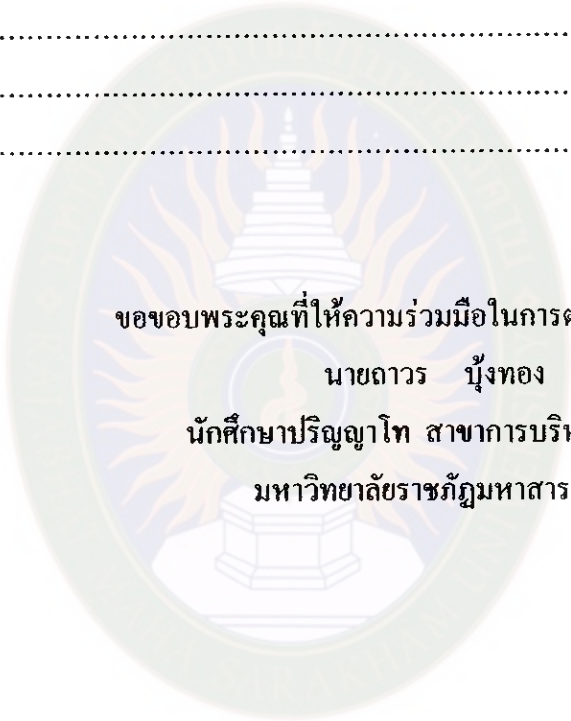 ................................................................
................................................................
................................................................
ขอขอบพระคุณที่ให้ความร่วมมือในการ
นายถาวร บุ้งทอง
นักศึกษาปริญญาโท สาขาการบริ
มหาวิทยาลัยราชภัฏมหาสาร